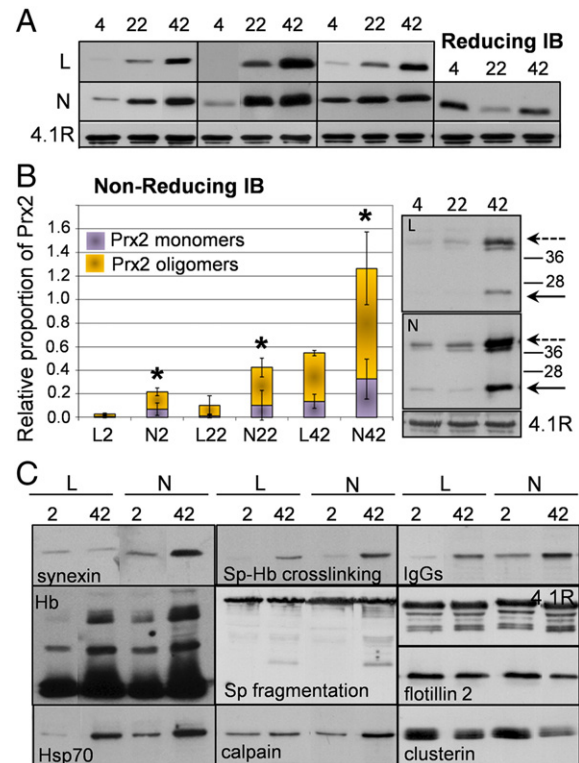 A
4 22 42 4 22 42 4 22 42 Reducing IB
4 22 42
L
N
4.1R
B
Non-Reducing IB
Relative proportion of Prx2
1.8
1.6
1.4
1.2
1.0
0.8
0.6
0.4
0.2
0.0
Prx2 monomers
Prx2 oligomers
* * *
L2 N2 L22 N22 L42 N42
4 22 42
L
36
28
N
36
28
4.1R
C
L N L N L N
2 42 2 42 2 42 2 42 2 42 2 42
synexin Sp-Hb crosslinking IgGs
Hb 4.1R
Sp fragmentation flotillin 2
Hsp70 calpain clusterin